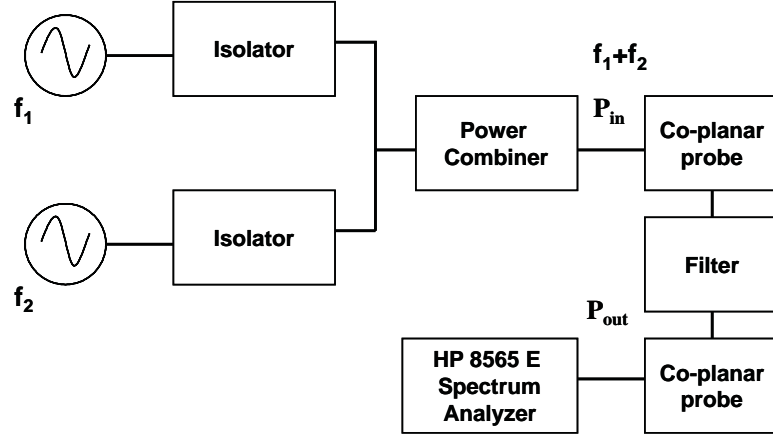 Isolator
f₁
f₁+f₂
Pᵢₙ
Power
Combiner
Co-planar
probe
Isolator
f₂
Filter
Pₒᵤₜ
HP 8565 E
Spectrum
Analyzer
Co-planar
probe